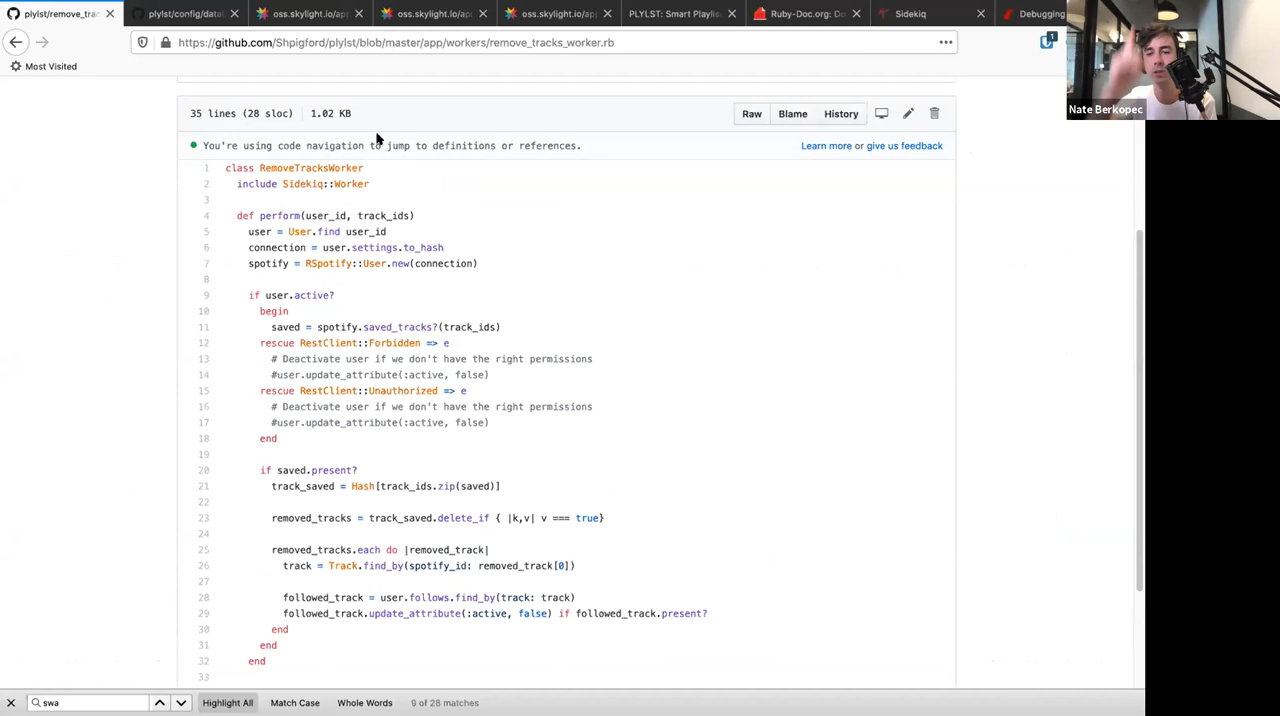 plylst/remove_trac
plylst/config/datal
oss.skylight.io/app
oss.skylight.io/app
oss.skylight.io/app
PLYLST: Smart Playlis
Ruby-Doc.org: Doc
Sidekiq
Debugging
https://github.com/Shpigford/plylst/blob/master/app/workers/remove_tracks_worker.rb
1
Most Visited
Nate Berkopec
35 lines (28 sloc) 1.02 KB
Raw Blame History
You're using code navigation to jump to definitions or references.
Learn more or give us feedback
1 class RemoveTracksWorker
2 include Sidekiq::Worker
3
4 def perform(user_id, track_ids)
5 user = User.find user_id
6 connection = user.settings.to_hash
7 spotify = RSpotify::User.new(connection)
8
9 if user.active?
10 begin
11 saved = spotify.saved_tracks?(track_ids)
12 rescue RestClient::Forbidden => e
13 # Deactivate user if we don't have the right permissions
14 #user.update_attribute(:active, false)
15 rescue RestClient::Unauthorized => e
16 # Deactivate user if we don't have the right permissions
17 #user.update_attribute(:active, false)
18 end
19
20 if saved.present?
21 track_saved = Hash[track_ids.zip(saved)]
22
23 removed_tracks = track_saved.delete_if { |k,v| v === true}
24
25 removed_tracks.each do |removed_track|
26 track = Track.find_by(spotify_id: removed_track[0])
27
28 followed_track = user.follows.find_by(track: track)
29 followed_track.update_attribute(:active, false) if followed_track.present?
30 end
31 end
32 end
33
swa
Highlight All Match Case Whole Words 9 of 28 matches